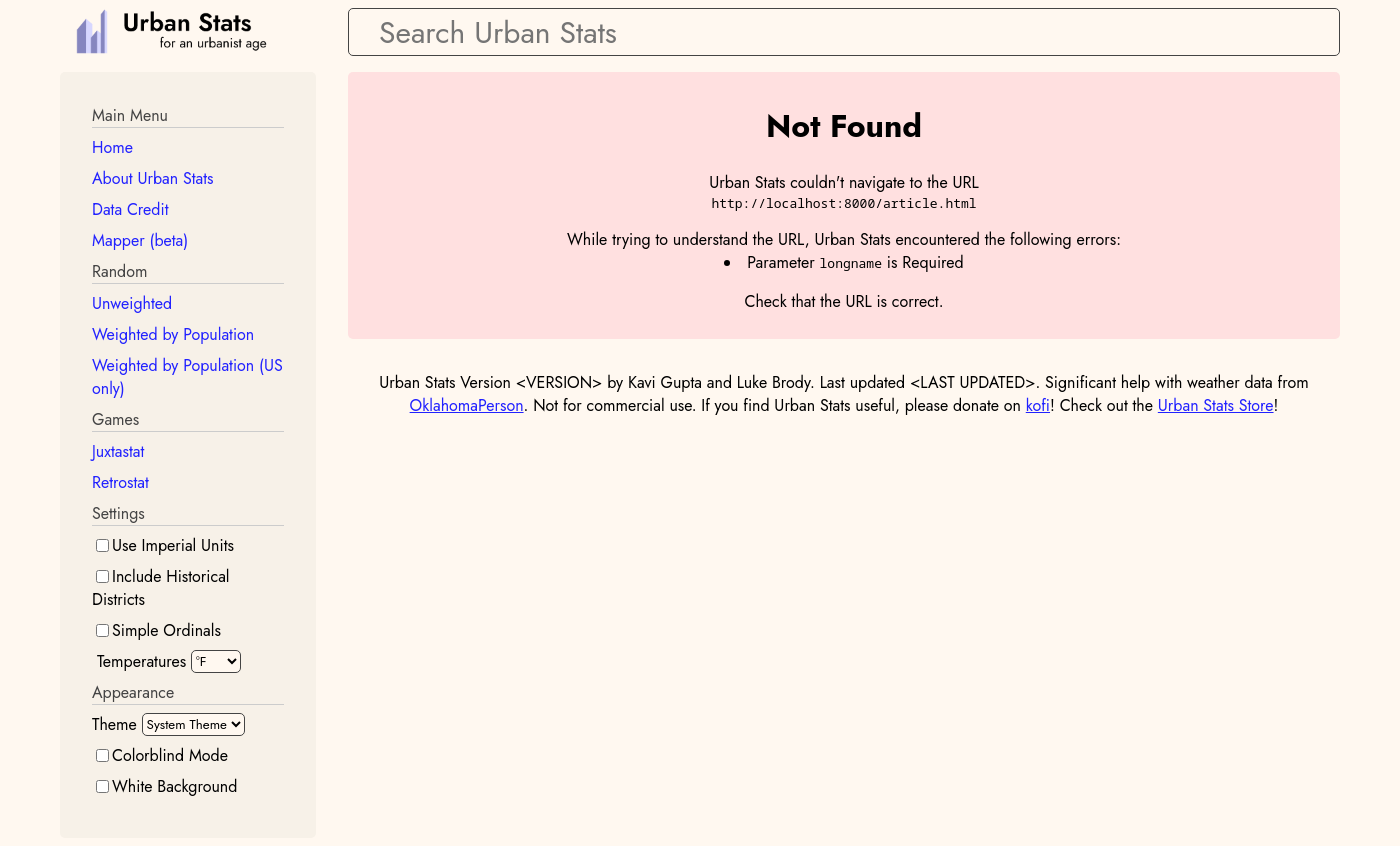 Urban Stats
for an urbanist age
Search Urban Stats
Main Menu
Home
About Urban Stats
Data Credit
Mapper (beta)
Random
Unweighted
Weighted by Population
Weighted by Population (US
only)
Games
Juxtastat
Retrostat
Settings
Use Imperial Units
Include Historical
Districts
Simple Ordinals
Temperatures °F
Appearance
Theme System Theme
Colorblind Mode
White Background
Not Found
Urban Stats couldn't navigate to the URL
http://localhost:8000/article.html
While trying to understand the URL, Urban Stats encountered the following errors:
• Parameter longname is Required
Check that the URL is correct.
Urban Stats Version <VERSION> by Kavi Gupta and Luke Brody. Last updated <LAST UPDATED>. Significant help with weather data from
OklahomaPerson. Not for commercial use. If you find Urban Stats useful, please donate on kofi! Check out the Urban Stats Store!